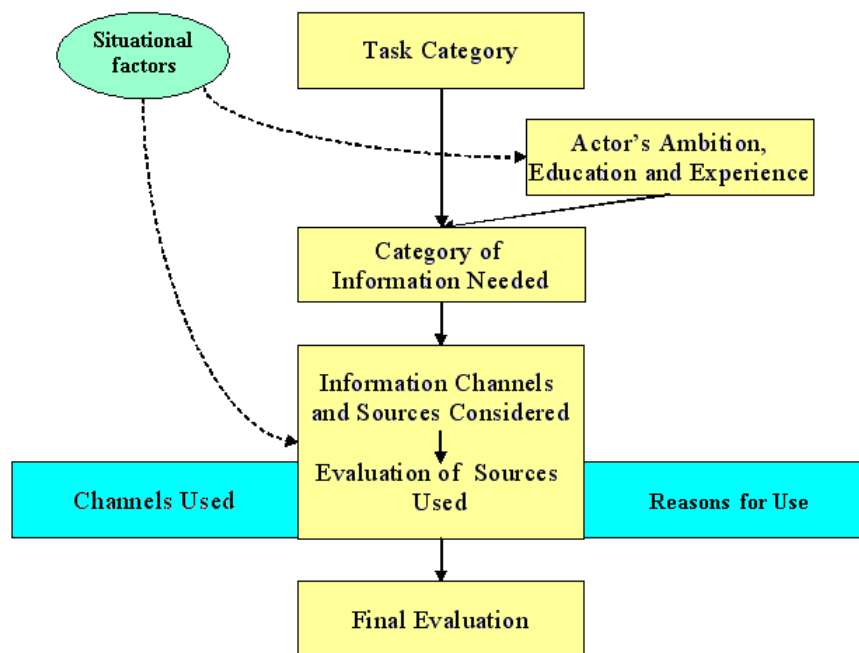 Situational
factors
Task Category
Actor's Ambition,
Education and Experience
Category of
Information Needed
Information Channels
and Sources Considered
Evaluation of Sources
Used
Channels Used
Reasons for Use
Final Evaluation